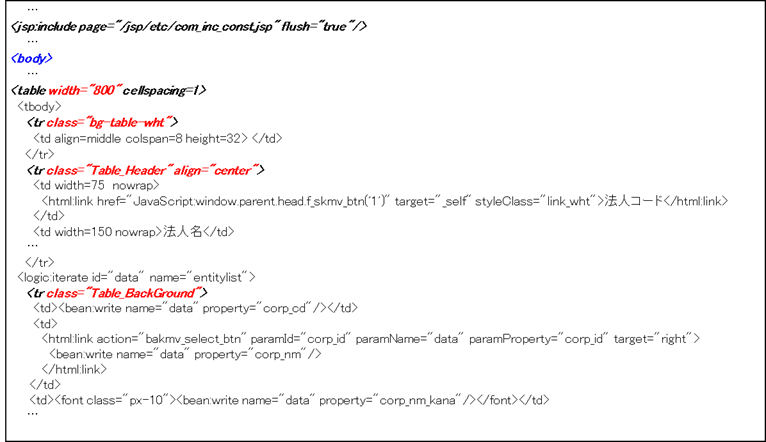 …
<jsp:include page="/jsp/etc/com_inc_const.jsp" flush="true"/>
…
<body>
…
<table width="800" cellspacing=1>
<tbody>
<tr class="bg-table-wht">
<td align=middle colspan=8 height=32> </td>
</tr>
<tr class="Table_Header" align="center">
<td width=75 nowrap>
<html:link href="JavaScript:window.parent.head.f_skmv_btn('1')" target="_self" styleClass="link_wht">法人コード</html:link>
</td>
<td width=150 nowrap>法人名</td>
…
</tr>
<logic:iterate id="data" name="entitylist">
<tr class="Table_BackGround">
<td><bean:write name="data" property="corp_cd"/></td>
<td>
<html:link action="bakmv_select_btn" paramId="corp_id" paramName="data" paramProperty="corp_id" target="right">
<bean:write name="data" property="corp_nm"/>
</html:link>
</td>
<td><font class="px-10"><bean:write name="data" property="corp_nm_kana"/></font></td>
…